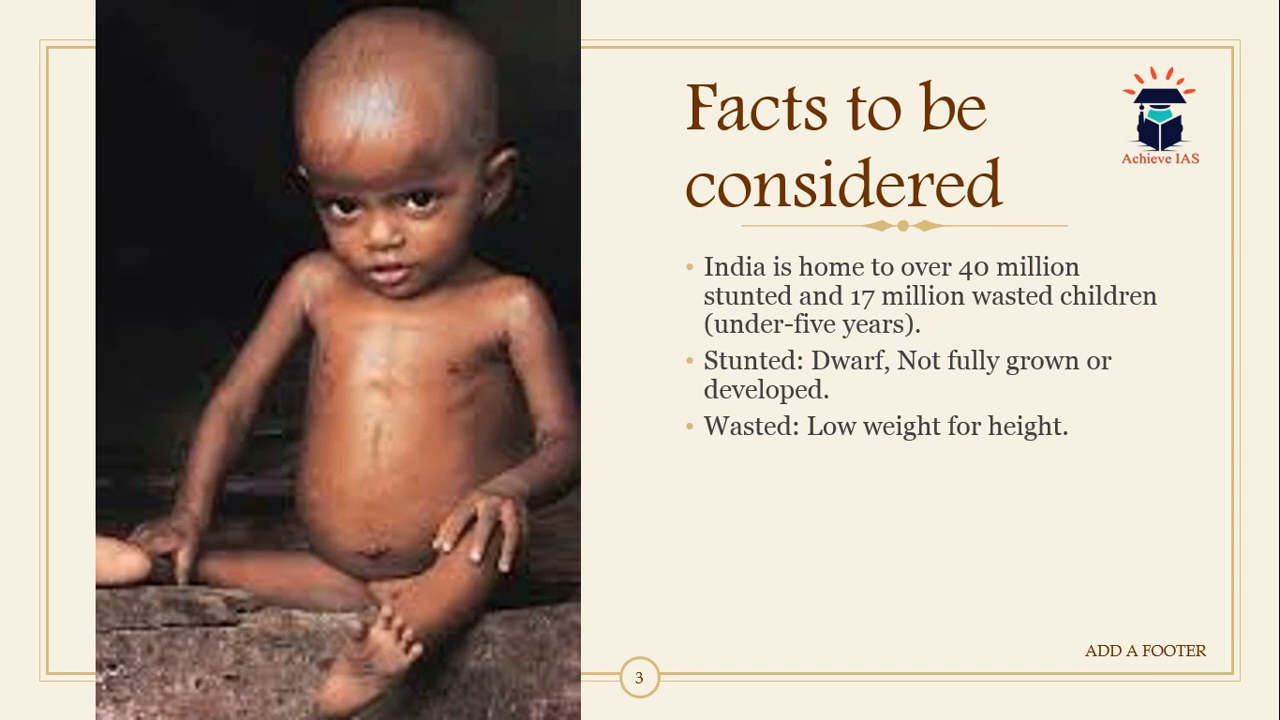 Facts to be
considered
Achieve IAS
• India is home to over 40 million
stunted and 17 million wasted children
(under-five years).
• Stunted: Dwarf, Not fully grown or
developed.
• Wasted: Low weight for height.
ADD A FOOTER
3